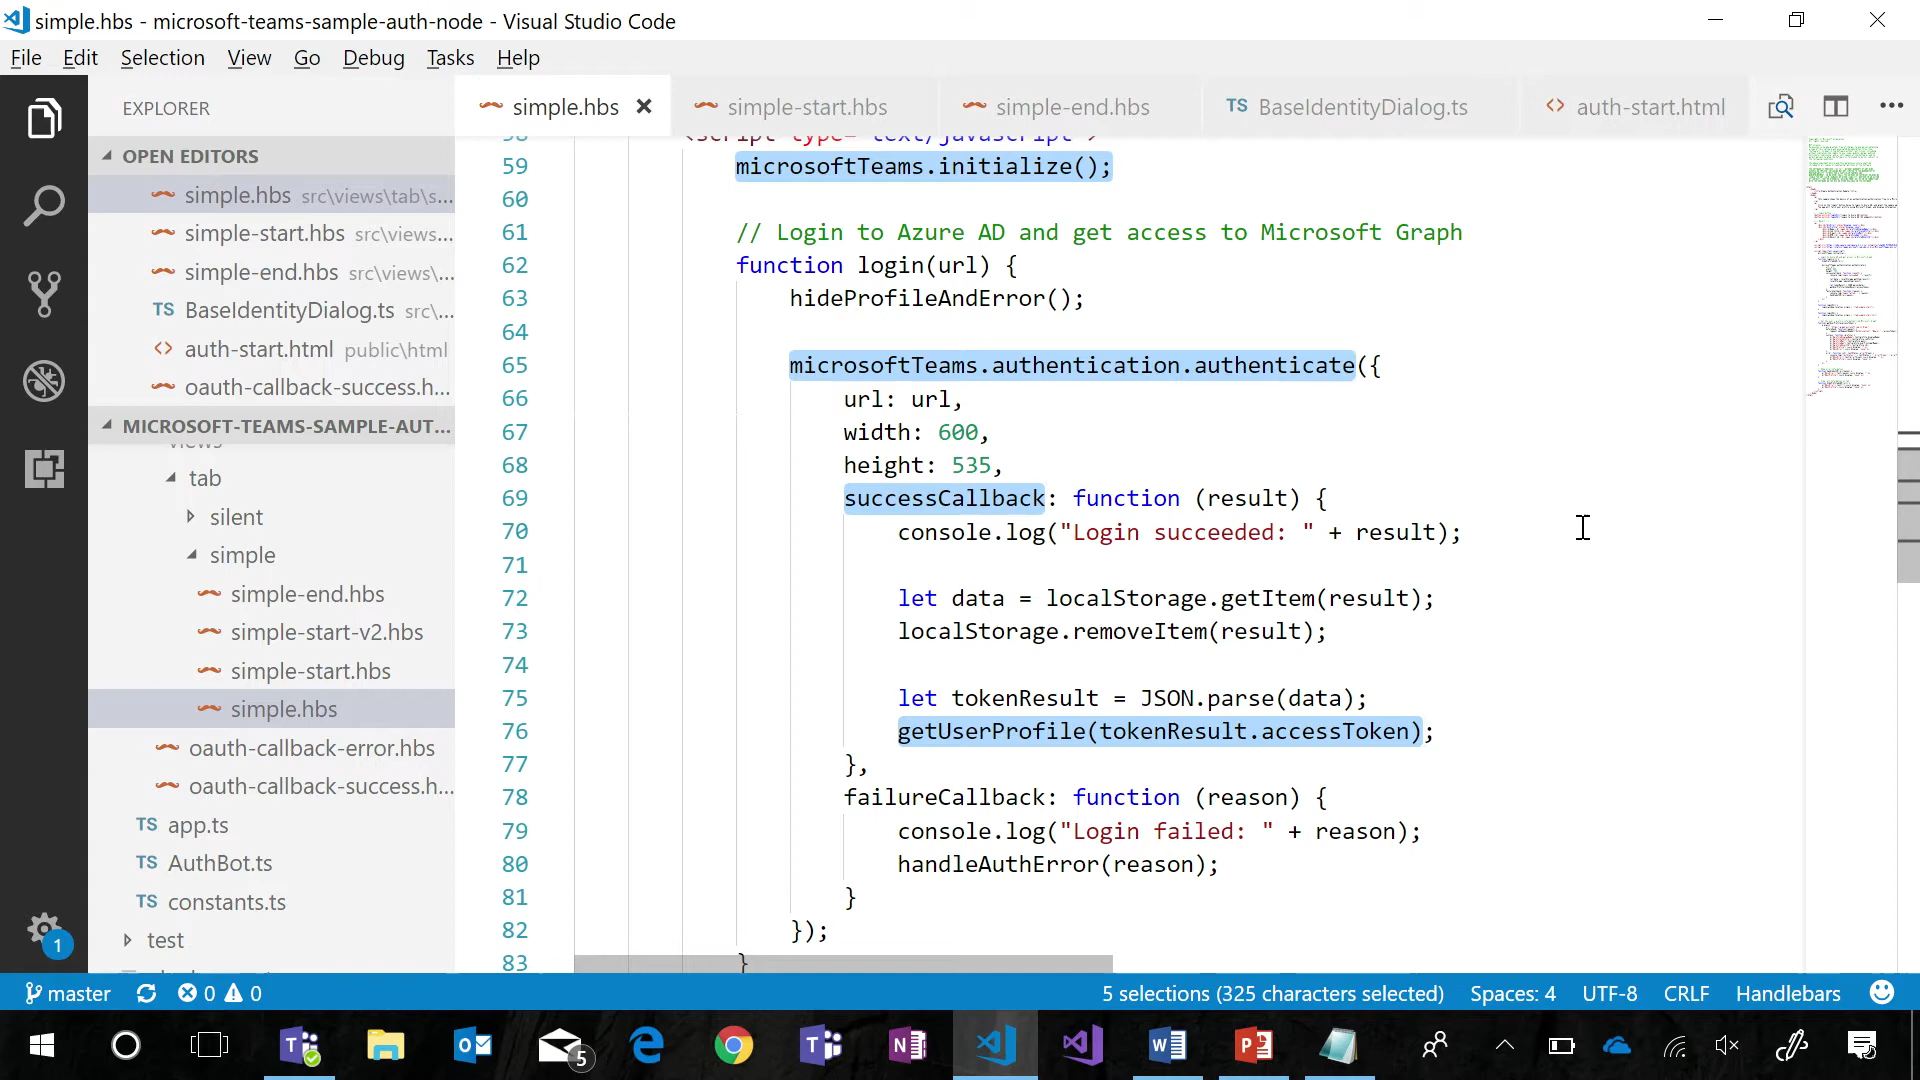 simple.hbs - microsoft-teams-sample-auth-node - Visual Studio Code
File Edit Selection View Go Debug Tasks Help
EXPLORER
simple.hbs
simple-start.hbs
simple-end.hbs
TS BaseIdentityDialog.ts
<> auth-start.html
OPEN EDITORS
simple.hbs src\views\tab\s...
simple-start.hbs src\views...
simple-end.hbs src\views\...
TS BaseIdentityDialog.ts src\...
<> auth-start.html public\html
oauth-callback-success.h...
MICROSOFT-TEAMS-SAMPLE-AUT...
views
tab
silent
simple
simple-end.hbs
simple-start-v2.hbs
simple-start.hbs
simple.hbs
oauth-callback-error.hbs
oauth-callback-success.h...
TS app.ts
TS AuthBot.ts
TS constants.ts
test
58 <script type="text/javascript">
59 microsoftTeams.initialize();
60
61 // Login to Azure AD and get access to Microsoft Graph
62 function login(url) {
63 hideProfileAndError();
64
65 microsoftTeams.authentication.authenticate({
66 url: url,
67 width: 600,
68 height: 535,
69 successCallback: function (result) {
70 console.log("Login succeeded: " + result);
71
72 let data = localStorage.getItem(result);
73 localStorage.removeItem(result);
74
75 let tokenResult = JSON.parse(data);
76 getUserProfile(tokenResult.accessToken);
77 },
78 failureCallback: function (reason) {
79 console.log("Login failed: " + reason);
80 handleAuthError(reason);
81 }
82 });
83 }
1
master 0 0
5 selections (325 characters selected) Spaces: 4 UTF-8 CRLF Handlebars
5